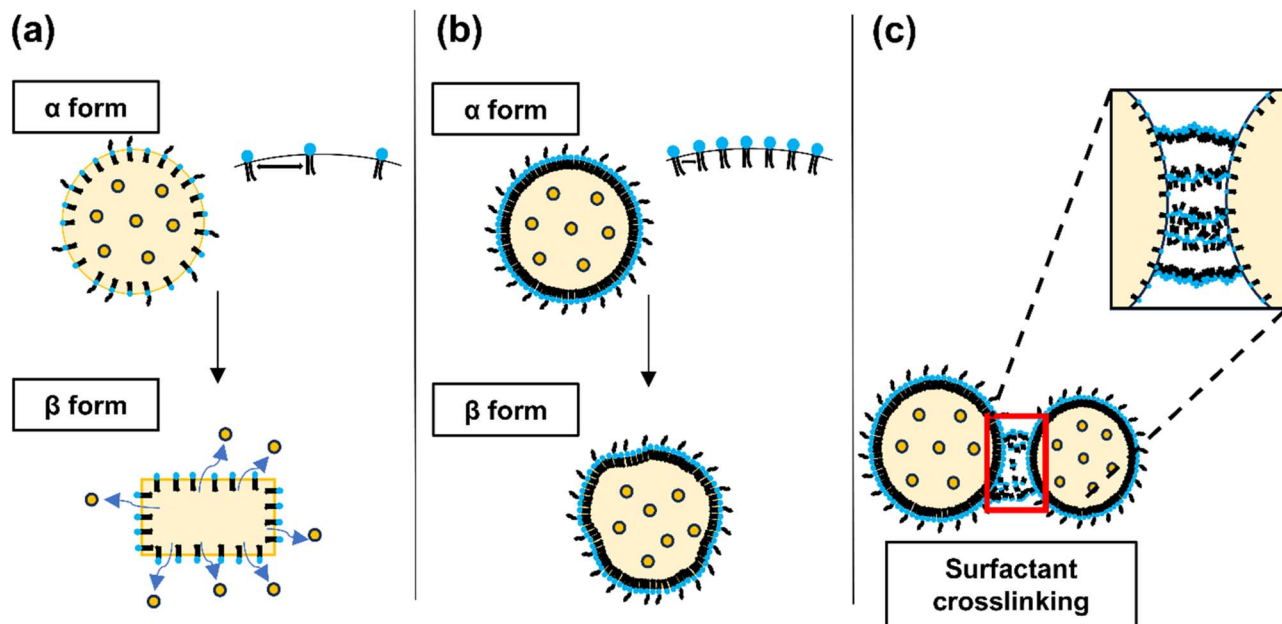 (a)
α form
β form
(b)
α form
β form
(c)
Surfactant
crosslinking